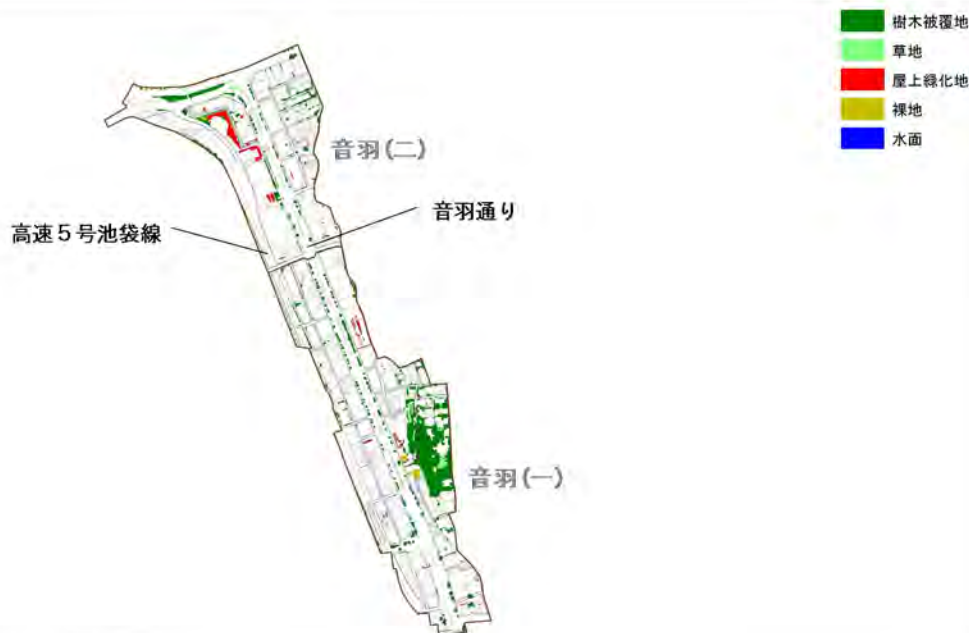 樹木被覆地
草地
屋上緑化地
裸地
水面
音羽(二)
音羽通り
高速5号池袋線
音羽(一)